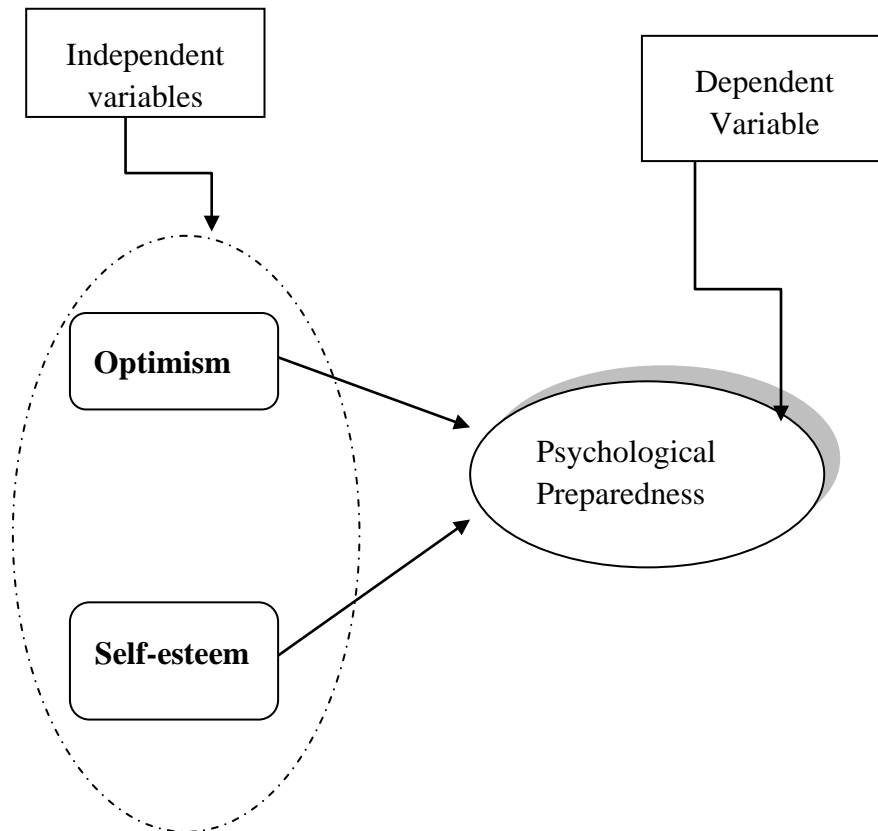 Independent
variables
Dependent
Variable
Optimism
Psychological
Preparedness
Self-esteem